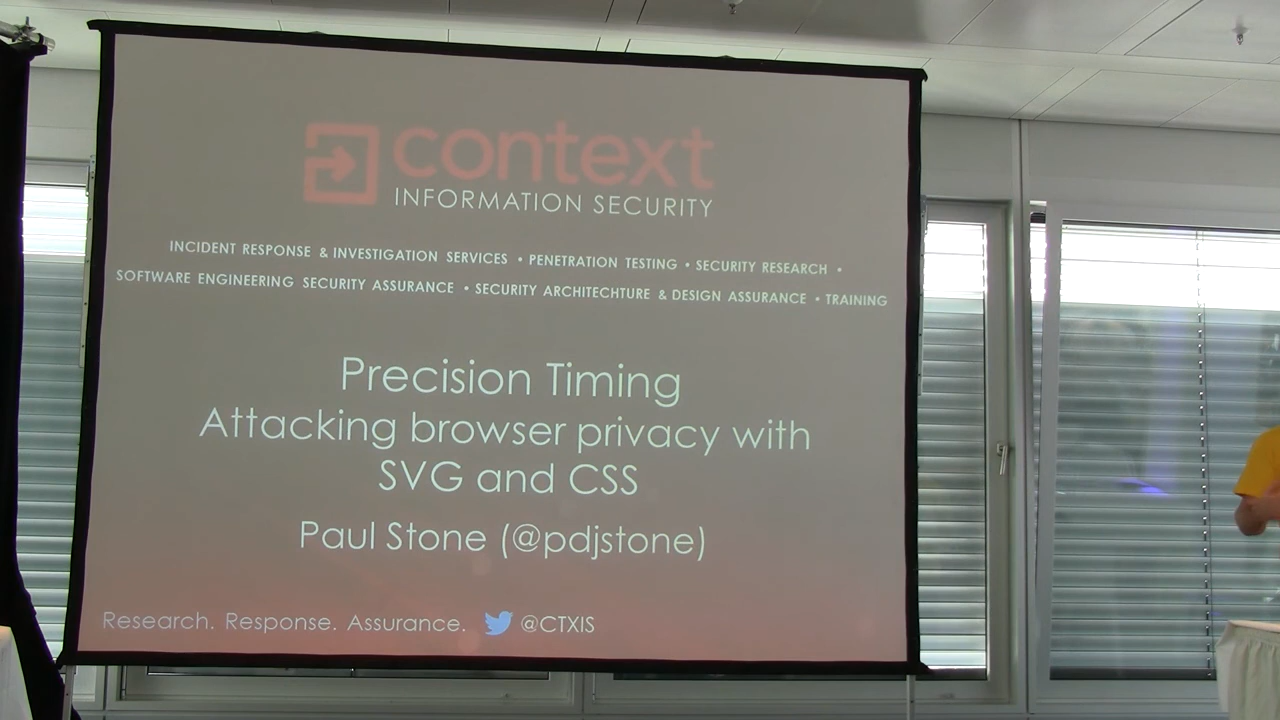 context
INFORMATION SECURITY
INCIDENT RESPONSE & INVESTIGATION SERVICES • PENETRATION TESTING • SECURITY RESEARCH •
SOFTWARE ENGINEERING SECURITY ASSURANCE • SECURITY ARCHITECHTURE & DESIGN ASSURANCE • TRAINING
Precision Timing
Attacking browser privacy with
SVG and CSS
Paul Stone (@pdjstone)
Research. Response. Assurance. @CTXIS